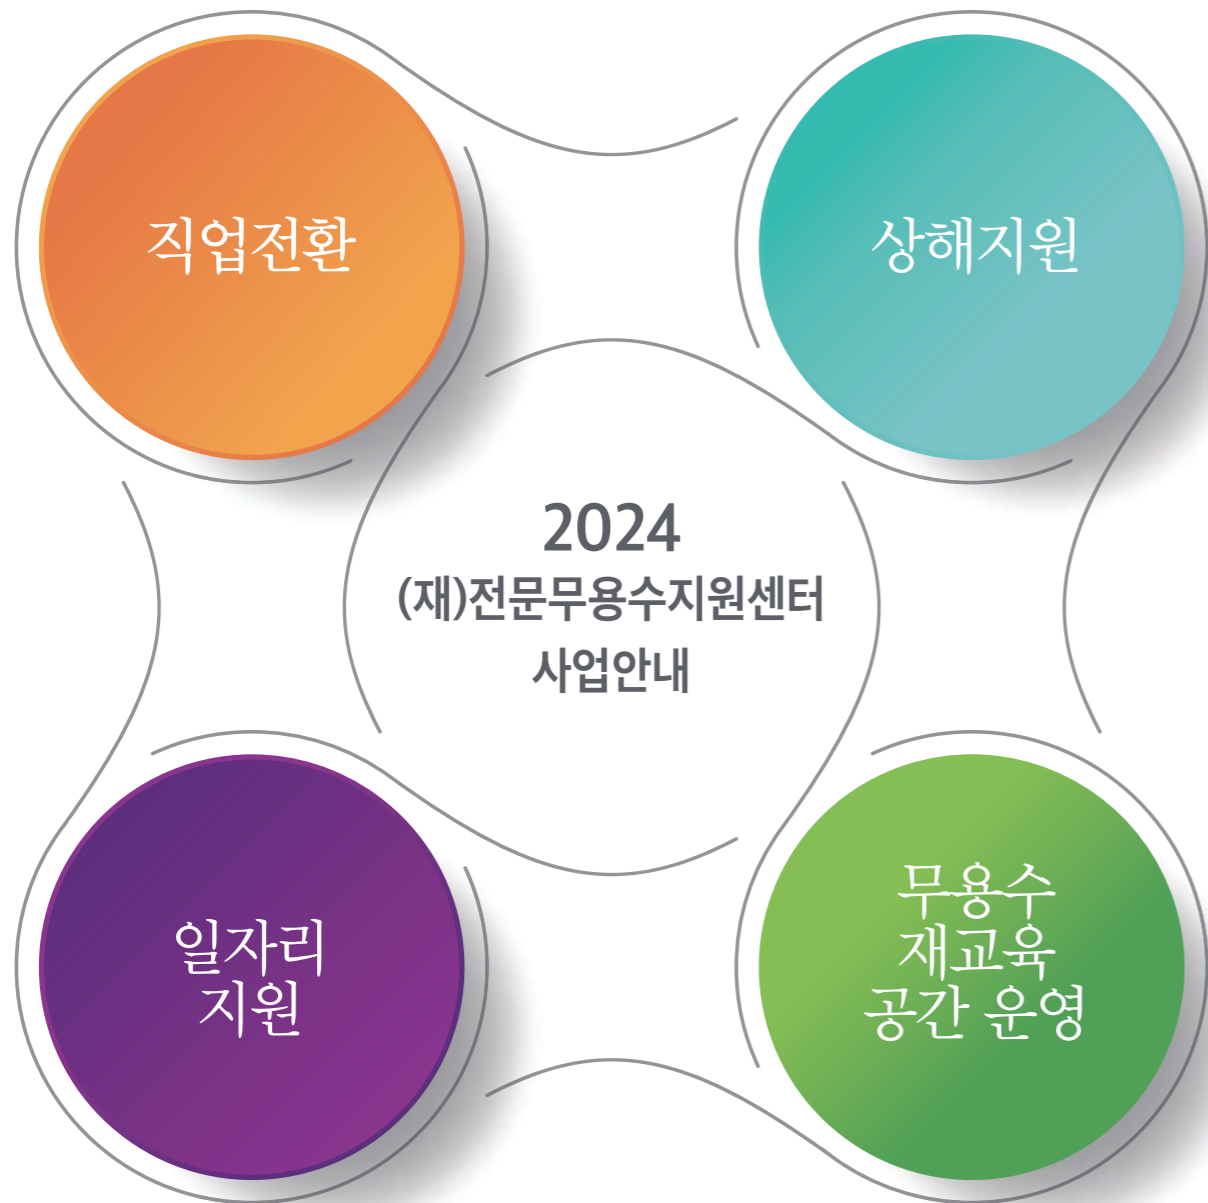 직업전환
상해지원
2024
(재)전문무용수지원센터
사업안내
일자리
지원
무용수
재교육
공간 운영